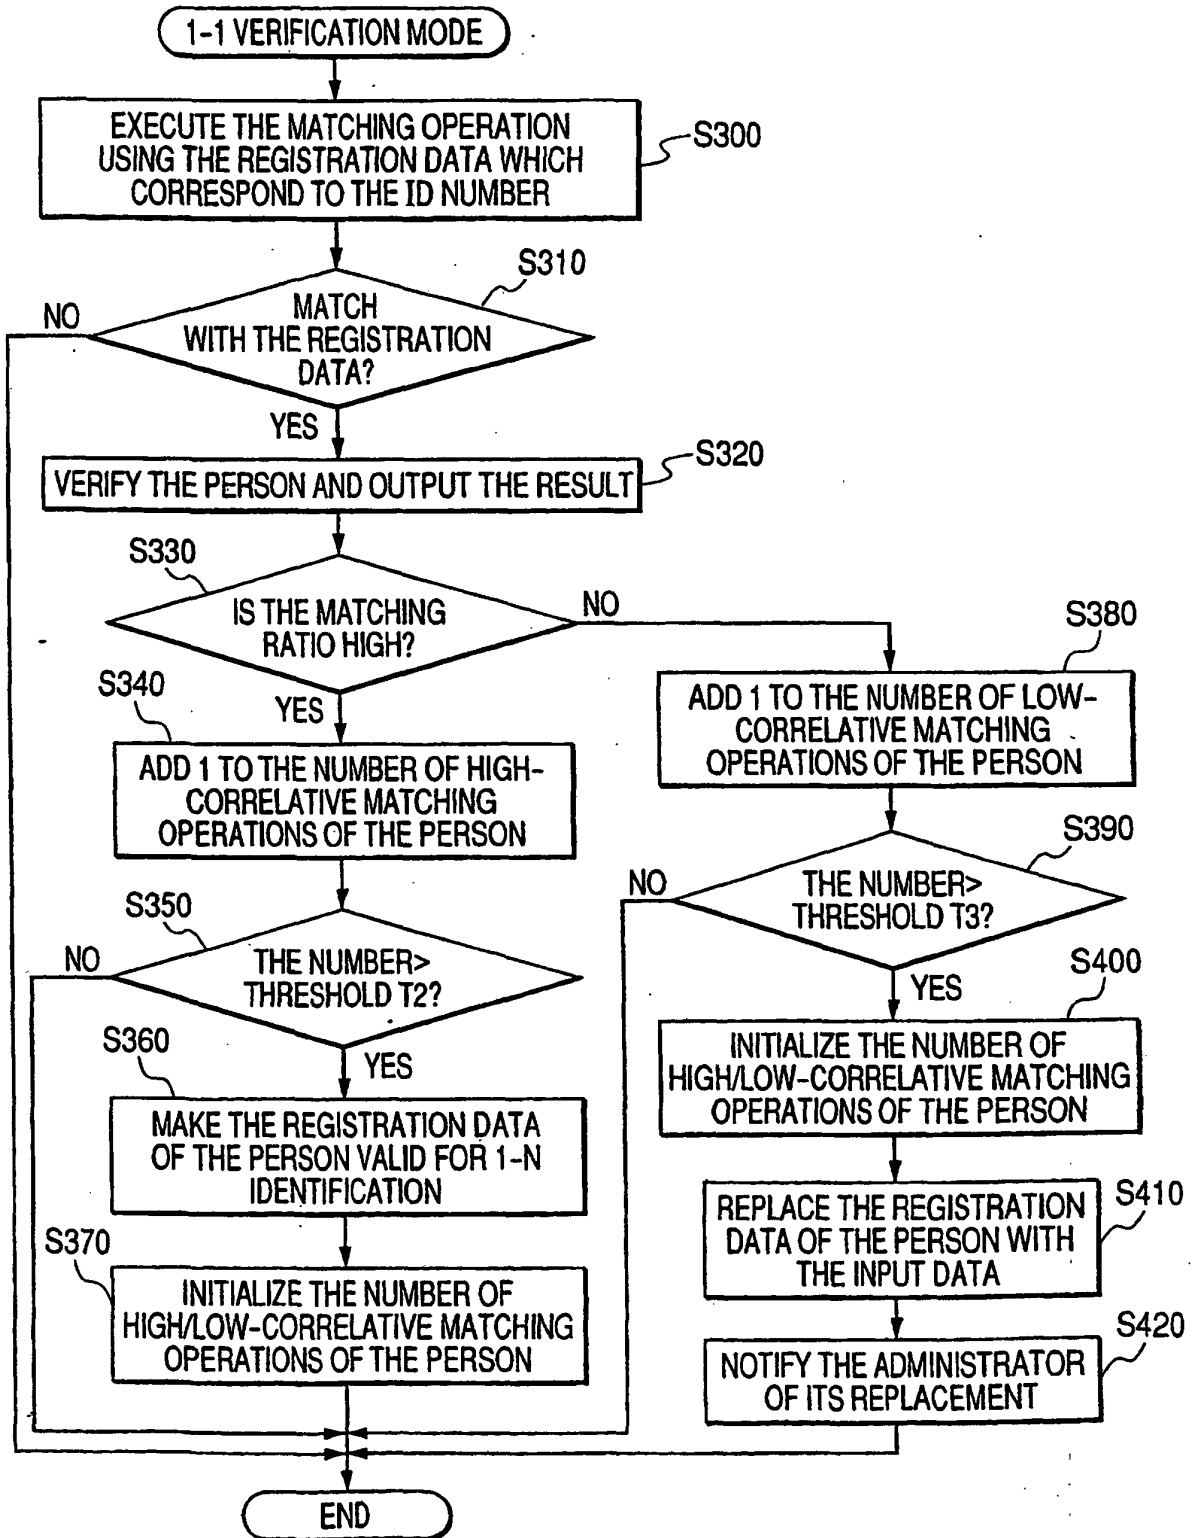 1-1 VERIFICATION MODE
EXECUTE THE MATCHING OPERATION
USING THE REGISTRATION DATA WHICH
CORRESPOND TO THE ID NUMBER
S300
S310
MATCH
WITH THE REGISTRATION
DATA?
NO
YES
S320
VERIFY THE PERSON AND OUTPUT THE RESULT
S330
IS THE MATCHING
RATIO HIGH?
NO
YES
S340
ADD 1 TO THE NUMBER OF HIGH-
CORRELATIVE MATCHING
OPERATIONS OF THE PERSON
S350
THE NUMBER>
THRESHOLD T2?
NO
YES
S360
MAKE THE REGISTRATION DATA
OF THE PERSON VALID FOR 1-N
IDENTIFICATION
S370
INITIALIZE THE NUMBER OF
HIGH/LOW-CORRELATIVE MATCHING
OPERATIONS OF THE PERSON
S380
ADD 1 TO THE NUMBER OF LOW-
CORRELATIVE MATCHING
OPERATIONS OF THE PERSON
S390
THE NUMBER>
THRESHOLD T3?
NO
YES
S400
INITIALIZE THE NUMBER OF
HIGH/LOW-CORRELATIVE MATCHING
OPERATIONS OF THE PERSON
S410
REPLACE THE REGISTRATION
DATA OF THE PERSON WITH
THE INPUT DATA
S420
NOTIFY THE ADMINISTRATOR
OF ITS REPLACEMENT
END